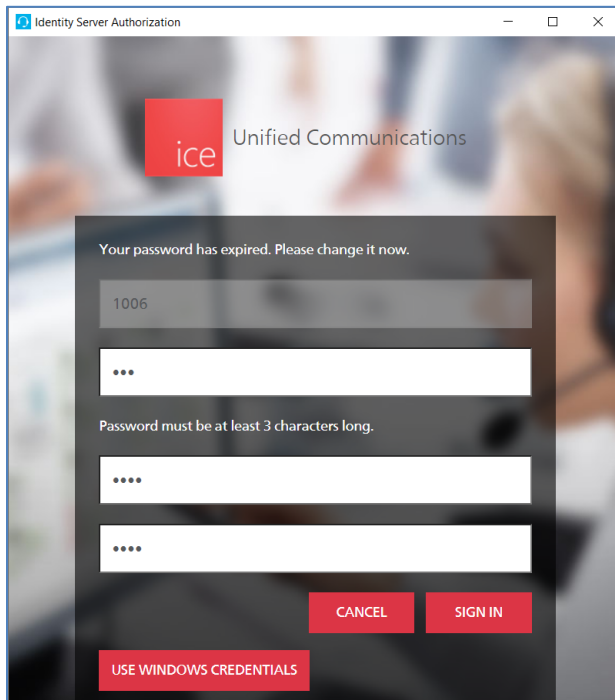 Identity Server Authorization
ice
Unified Communications
Your password has expired. Please change it now.
1006
•••
Password must be at least 3 characters long.
••••
••••
CANCEL
SIGN IN
USE WINDOWS CREDENTIALS